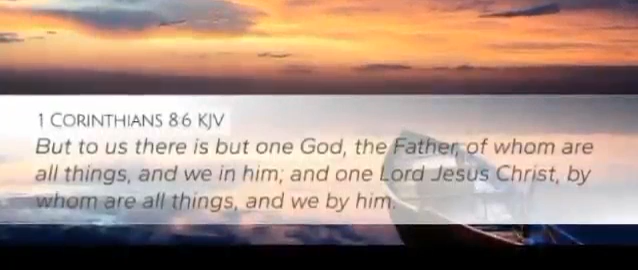 1 CORINTHIANS 8:6 KJV
But to us there is but one God, the Father, of whom are
all things, and we in him; and one Lord Jesus Christ, by
whom are all things, and we by him.